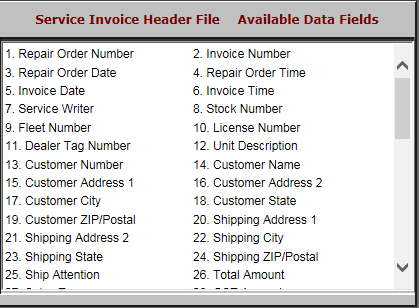 Service Invoice Header File Available Data Fields
1. Repair Order Number 2. Invoice Number
3. Repair Order Date 4. Repair Order Time
5. Invoice Date 6. Invoice Time
7. Service Writer 8. Stock Number
9. Fleet Number 10. License Number
11. Dealer Tag Number 12. Unit Description
13. Customer Number 14. Customer Name
15. Customer Address 1 16. Customer Address 2
17. Customer City 18. Customer State
19. Customer ZIP/Postal 20. Shipping Address 1
21. Shipping Address 2 22. Shipping City
23. Shipping State 24. Shipping ZIP/Postal
25. Ship Attention 26. Total Amount